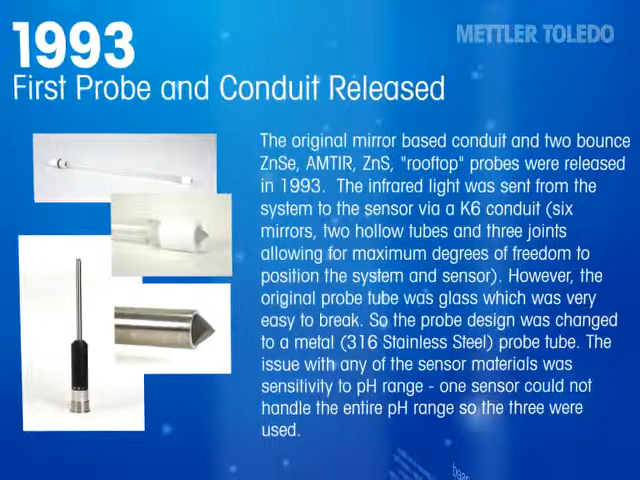 1993
METTLER TOLEDO
First Probe and Conduit Released
The original mirror based conduit and two bounce
ZnSe, AMTIR, ZnS, "rooftop" probes were released
in 1993.  The infrared light was sent from the
system to the sensor via a K6 conduit (six
mirrors, two hollow tubes and three joints
allowing for maximum degrees of freedom to
position the system and sensor). However, the
original probe tube was glass which was very
easy to break. So the probe design was changed
to a metal (316 Stainless Steel) probe tube. The
issue with any of the sensor materials was
sensitivity to pH range - one sensor could not
handle the entire pH range so the three were
used.